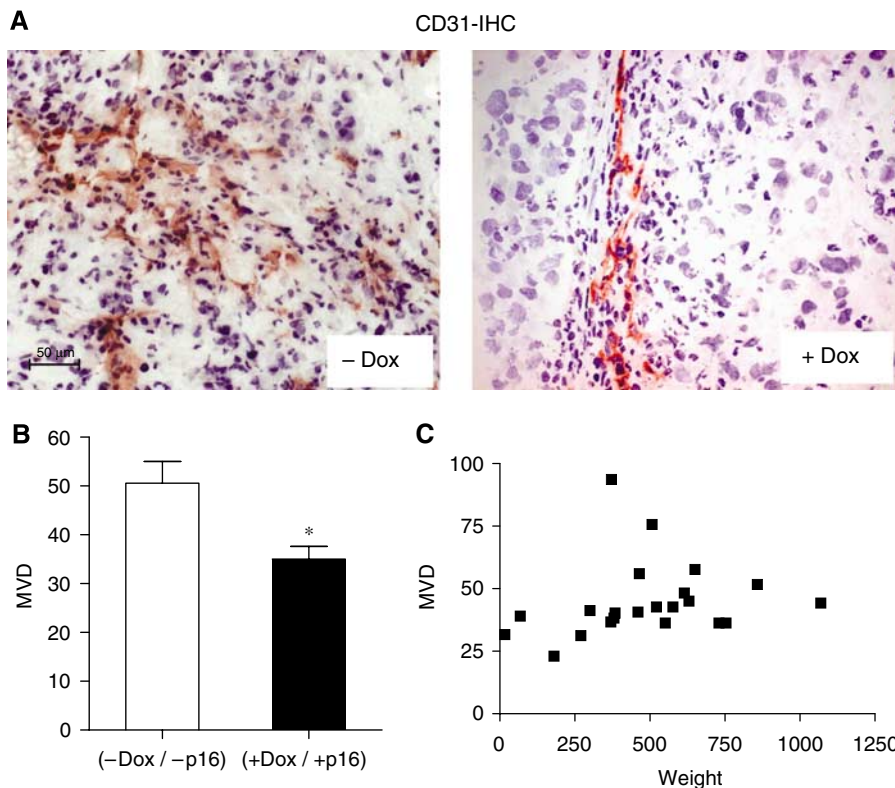 A
CD31-IHC
50 µm
– Dox
+ Dox
B
60
50
40
30
20
10
0
MVD
*
(–Dox / –p16)
(+Dox / +p16)
C
100
75
50
25
0
MVD
0 250 500 750 1000 1250
Weight